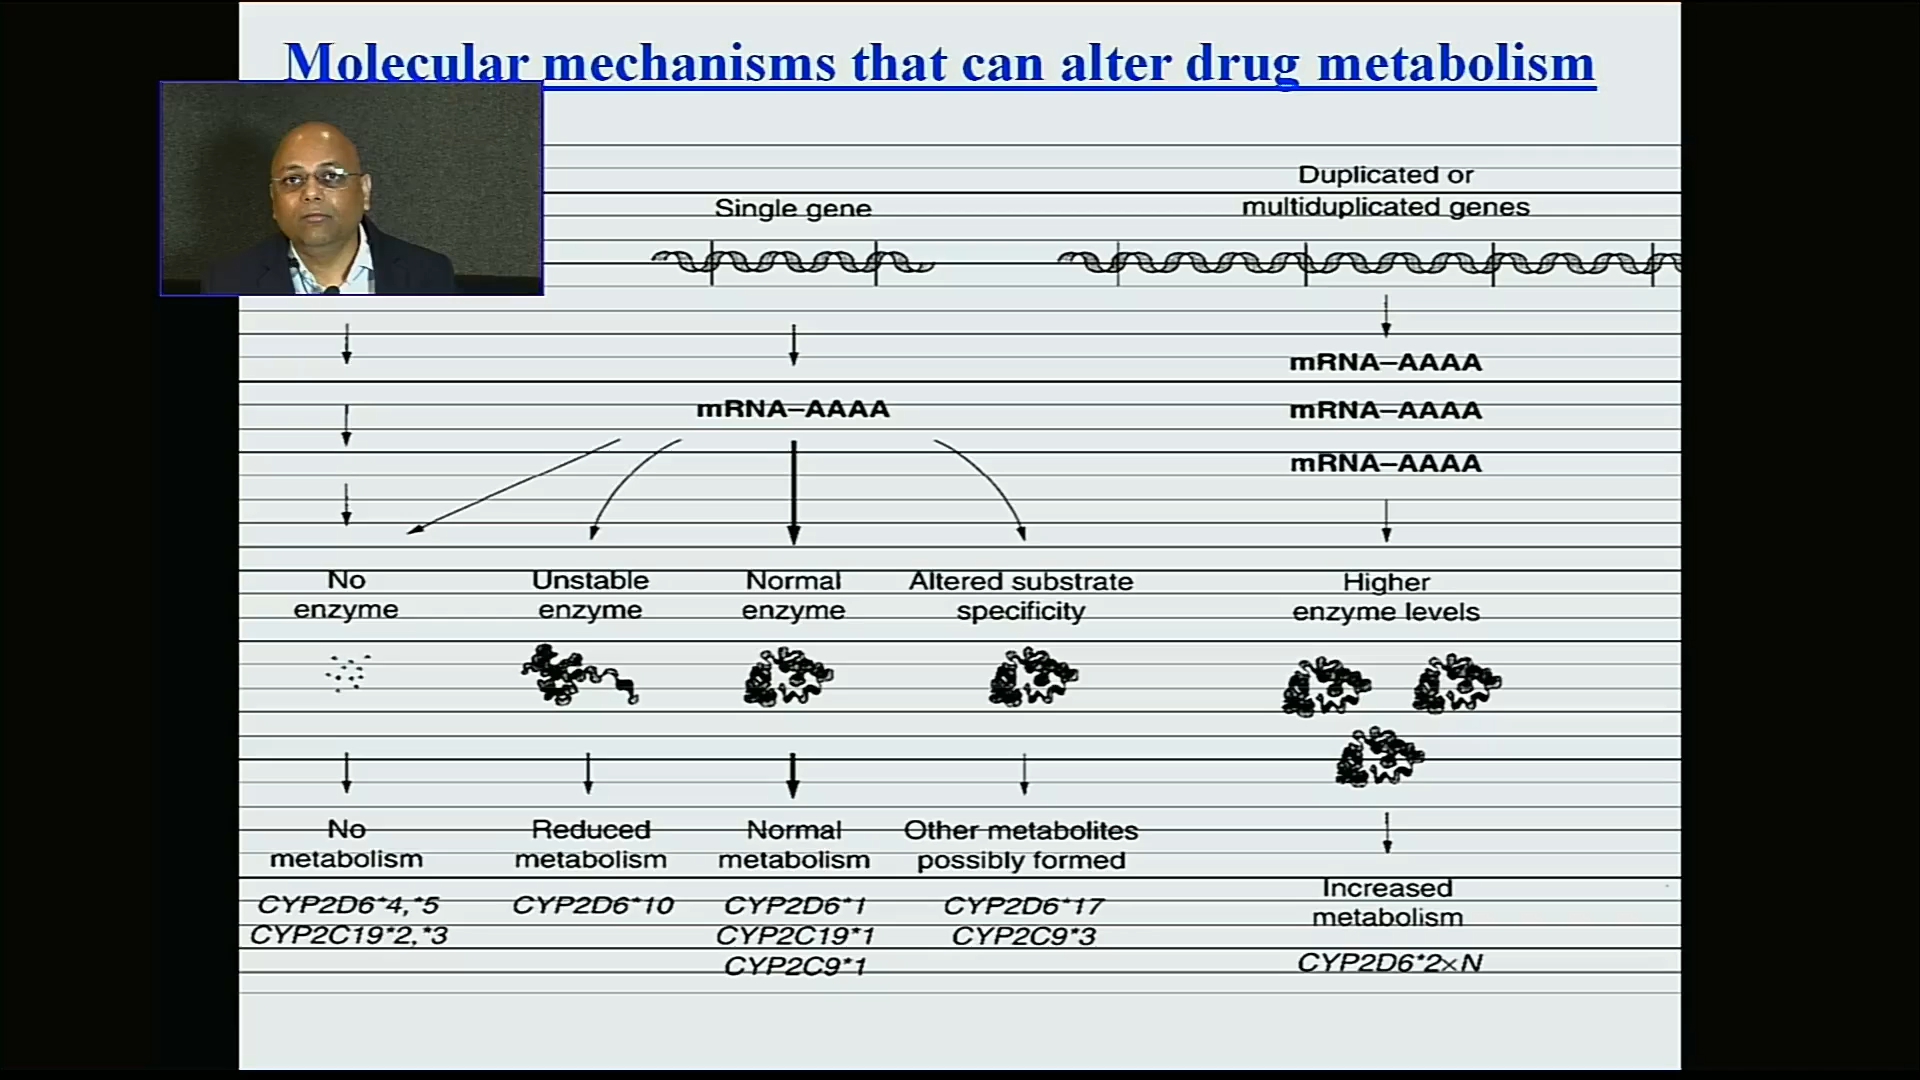 Molecular mechanisms that can alter drug metabolism
Single gene
Duplicated or
multiduplicated genes
mRNA–AAAA
mRNA–AAAA
mRNA–AAAA
mRNA–AAAA
No
enzyme
Unstable
enzyme
Normal
enzyme
Altered substrate
specificity
Higher
enzyme levels
No
metabolism
Reduced
metabolism
Normal
metabolism
Other metabolites
possibly formed
Increased
metabolism
CYP2D6*4,*5
CYP2C19*2,*3
CYP2D6*10
CYP2D6*1
CYP2C19*1
CYP2C9*1
CYP2D6*17
CYP2C9*3
CYP2D6*2×N